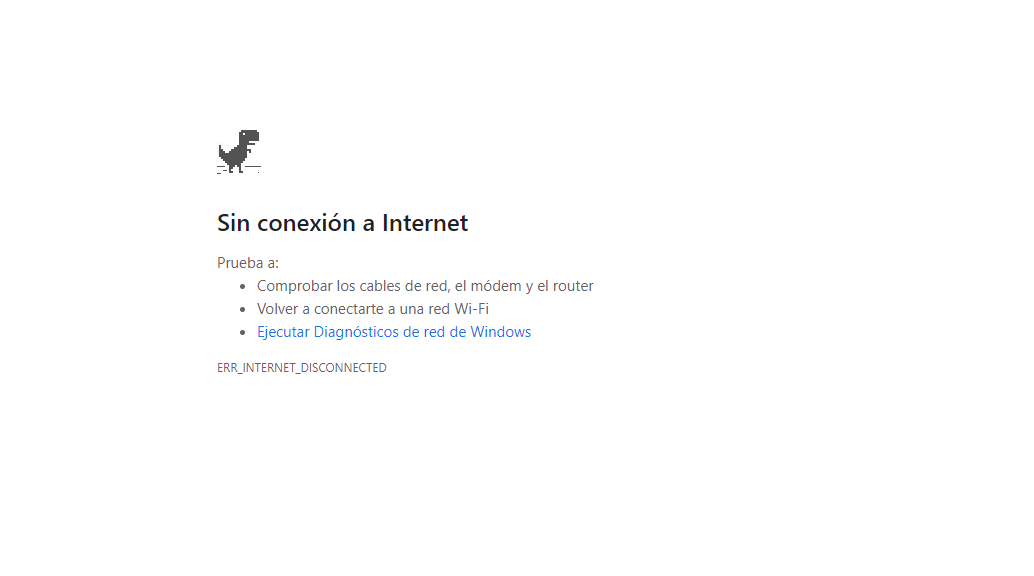 Sin conexión a Internet
Prueba a:
Comprobar los cables de red, el módem y el router
Volver a conectarte a una red Wi-Fi
Ejecutar Diagnósticos de red de Windows
ERR_INTERNET_DISCONNECTED